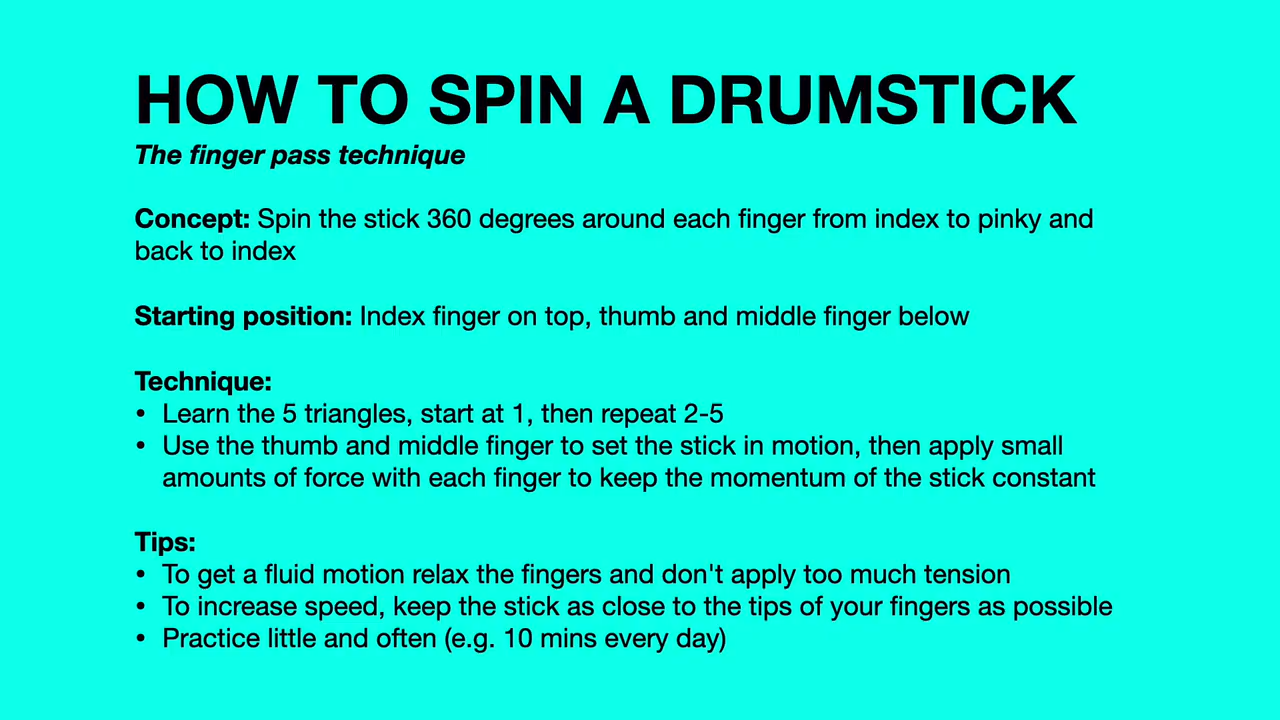 HOW TO SPIN A DRUMSTICK
The finger pass technique
Concept: Spin the stick 360 degrees around each finger from index to pinky and
back to index
Starting position: Index finger on top, thumb and middle finger below
Technique:
• Learn the 5 triangles, start at 1, then repeat 2-5
• Use the thumb and middle finger to set the stick in motion, then apply small
amounts of force with each finger to keep the momentum of the stick constant
Tips:
• To get a fluid motion relax the fingers and don't apply too much tension
• To increase speed, keep the stick as close to the tips of your fingers as possible
• Practice little and often (e.g. 10 mins every day)